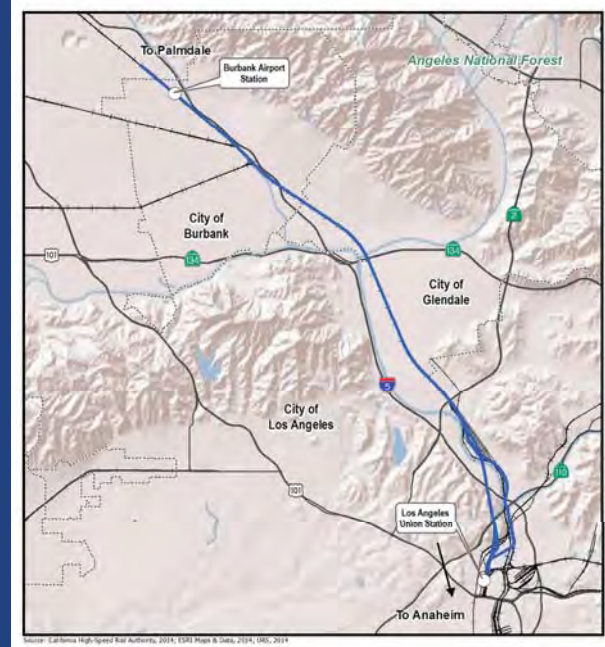 To Palmdale
Burbank Airport
Station
Angeles National Forest
2
City of
Burbank
101
134
134
City of
Glendale
5
City of
Los Angeles
110
101
Los Angeles
Union Station
To Anaheim
Source: California High-Speed Rail Authority, 2014; ESRI Maps & Data, 2014; URS, 2014